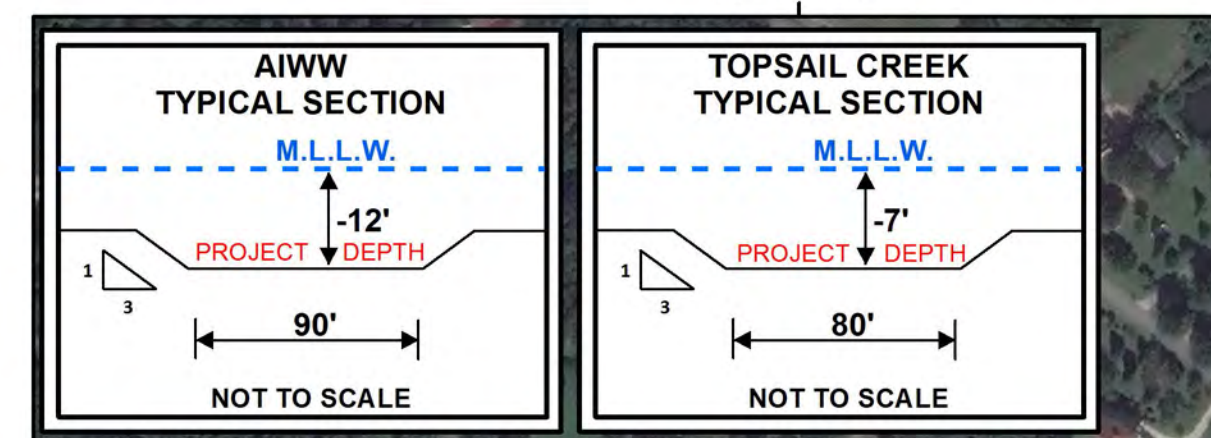 AIWW
TYPICAL SECTION
M.L.L.W.
-12'
PROJECT DEPTH
1
3
90'
NOT TO SCALE
TOPSAIL CREEK
TYPICAL SECTION
M.L.L.W.
-7'
PROJECT DEPTH
1
3
80'
NOT TO SCALE